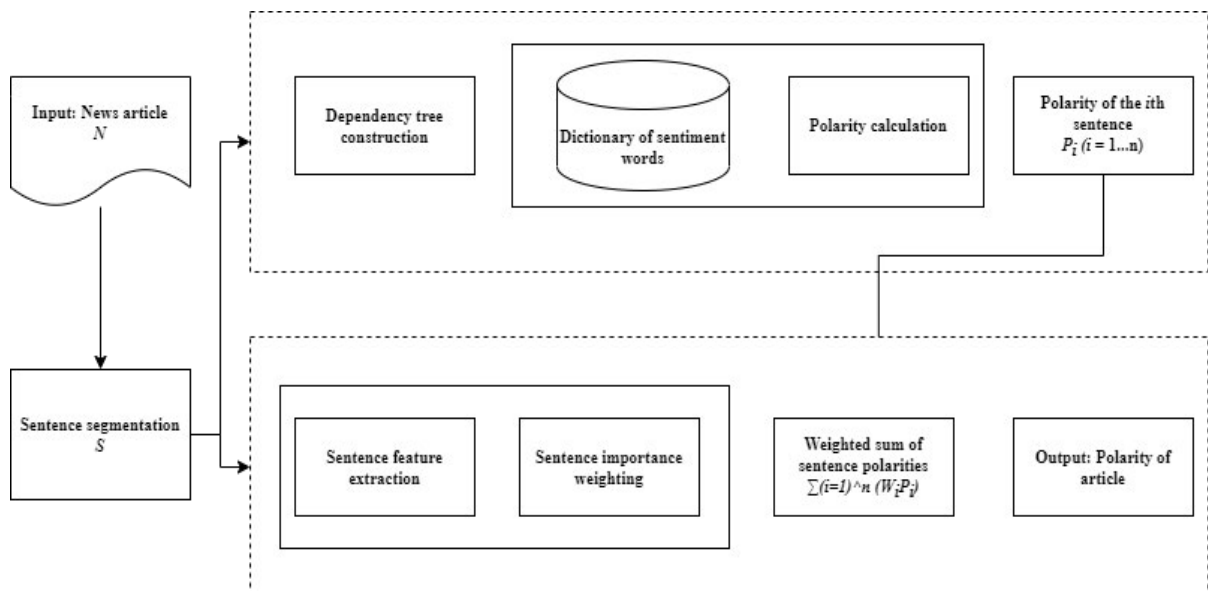 Input: News article
N
Dependency tree
construction
Dictionary of sentiment
words
Polarity calculation
Polarity of the ith
sentence
Pi (i = 1...n)
Sentence segmentation
S
Sentence feature
extraction
Sentence importance
weighting
Weighted sum of
sentence polarities
∑(i=1)^n (WiPi)
Output: Polarity of
article